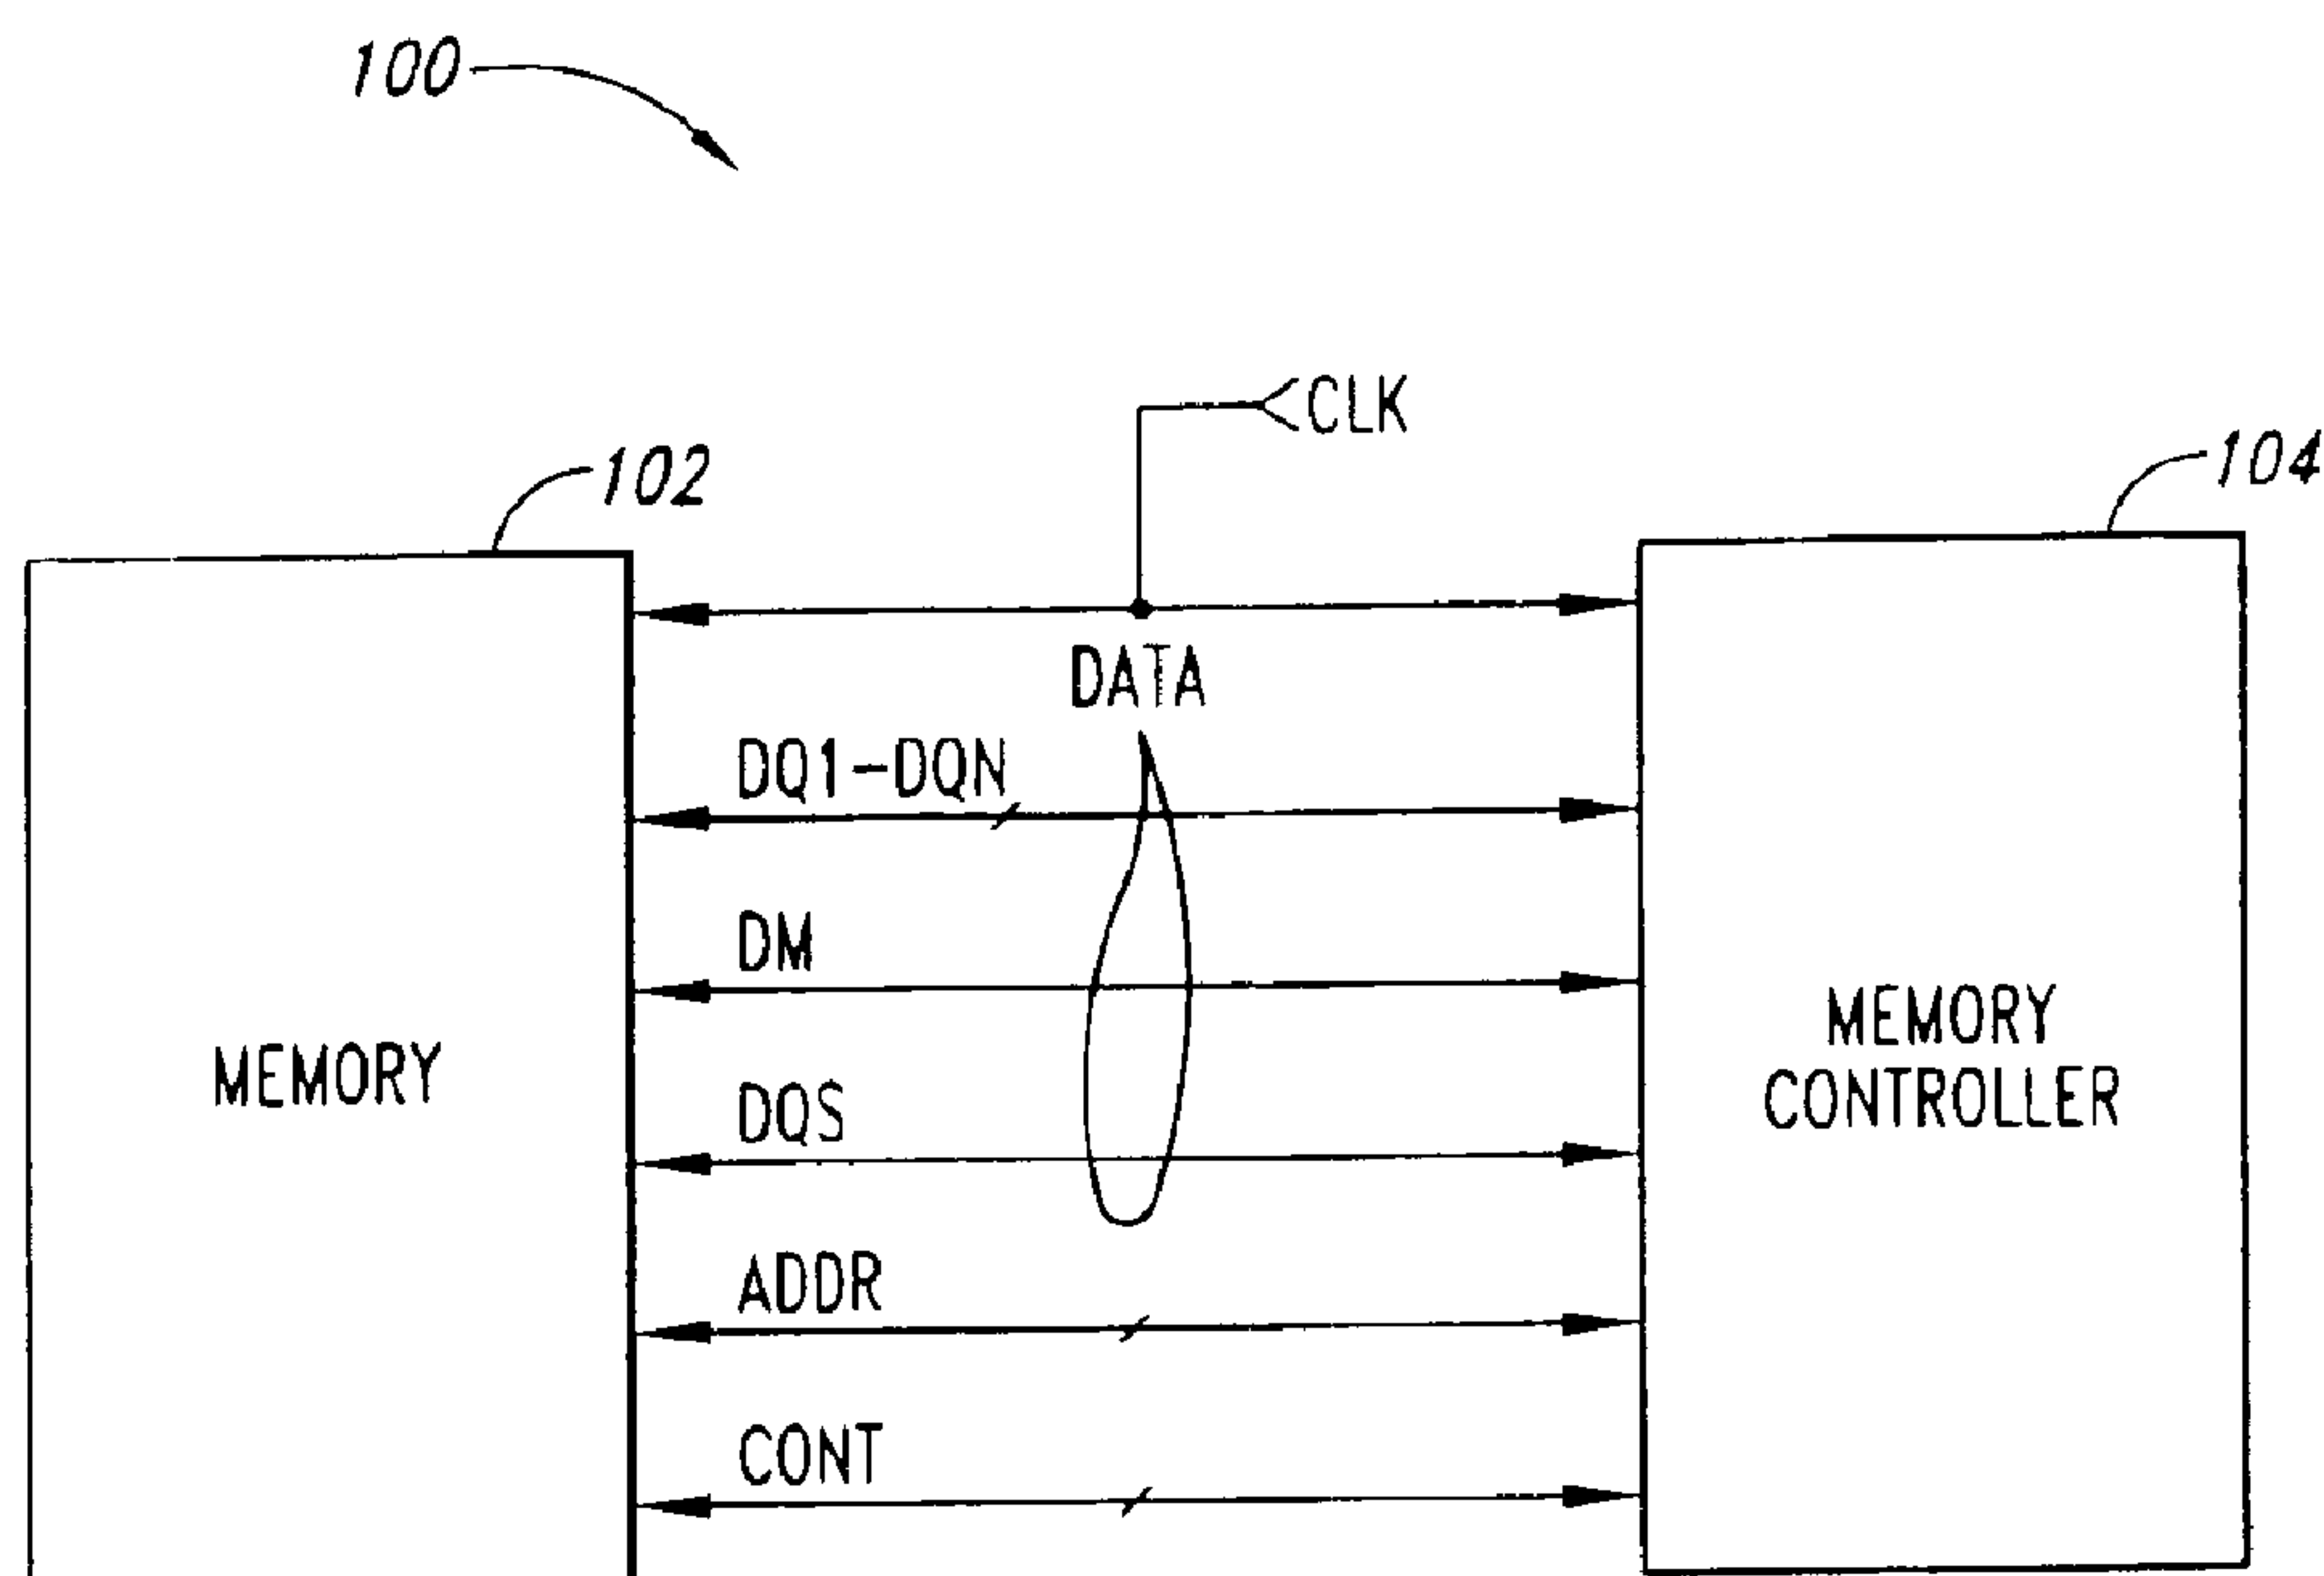 100
CLK
102
104
DATA
DQ1-DQN
DM
MEMORY
CONTROLLER
MEMORY
DQS
ADDR
CONT